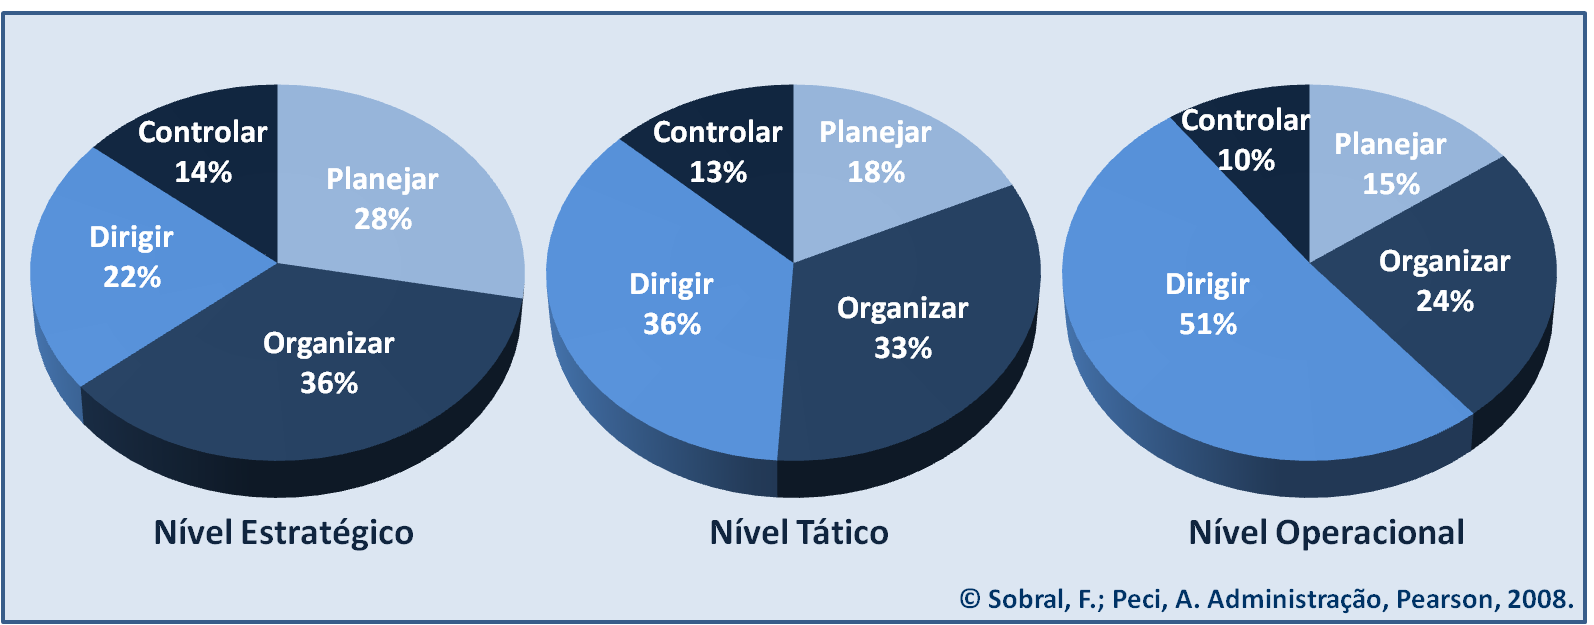 Controlar
14%
Planejar
28%
Dirigir
22%
Organizar
36%
Nível Estratégico
Controlar
13%
Planejar
18%
Dirigir
36%
Organizar
33%
Nível Tático
Controlar
10%
Planejar
15%
Dirigir
51%
Organizar
24%
Nível Operacional
© Sobral, F.; Peci, A. Administração, Pearson, 2008.